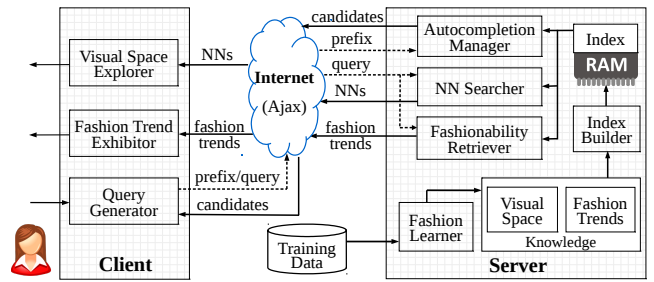 candidates
Autocompletion
Manager
Index
RAM
prefix
Visual Space
Explorer
NNs
Internet
(Ajax)
query
NN Searcher
NNs
Fashion Trend
Exhibitor
fashion
trends
fashion
trends
Fashionability
Retriever
Index
Builder
prefix/query
Query
Generator
candidates
Visual
Space
Fashion
Trends
Knowledge
Fashion
Learner
Training
Data
Client
Server